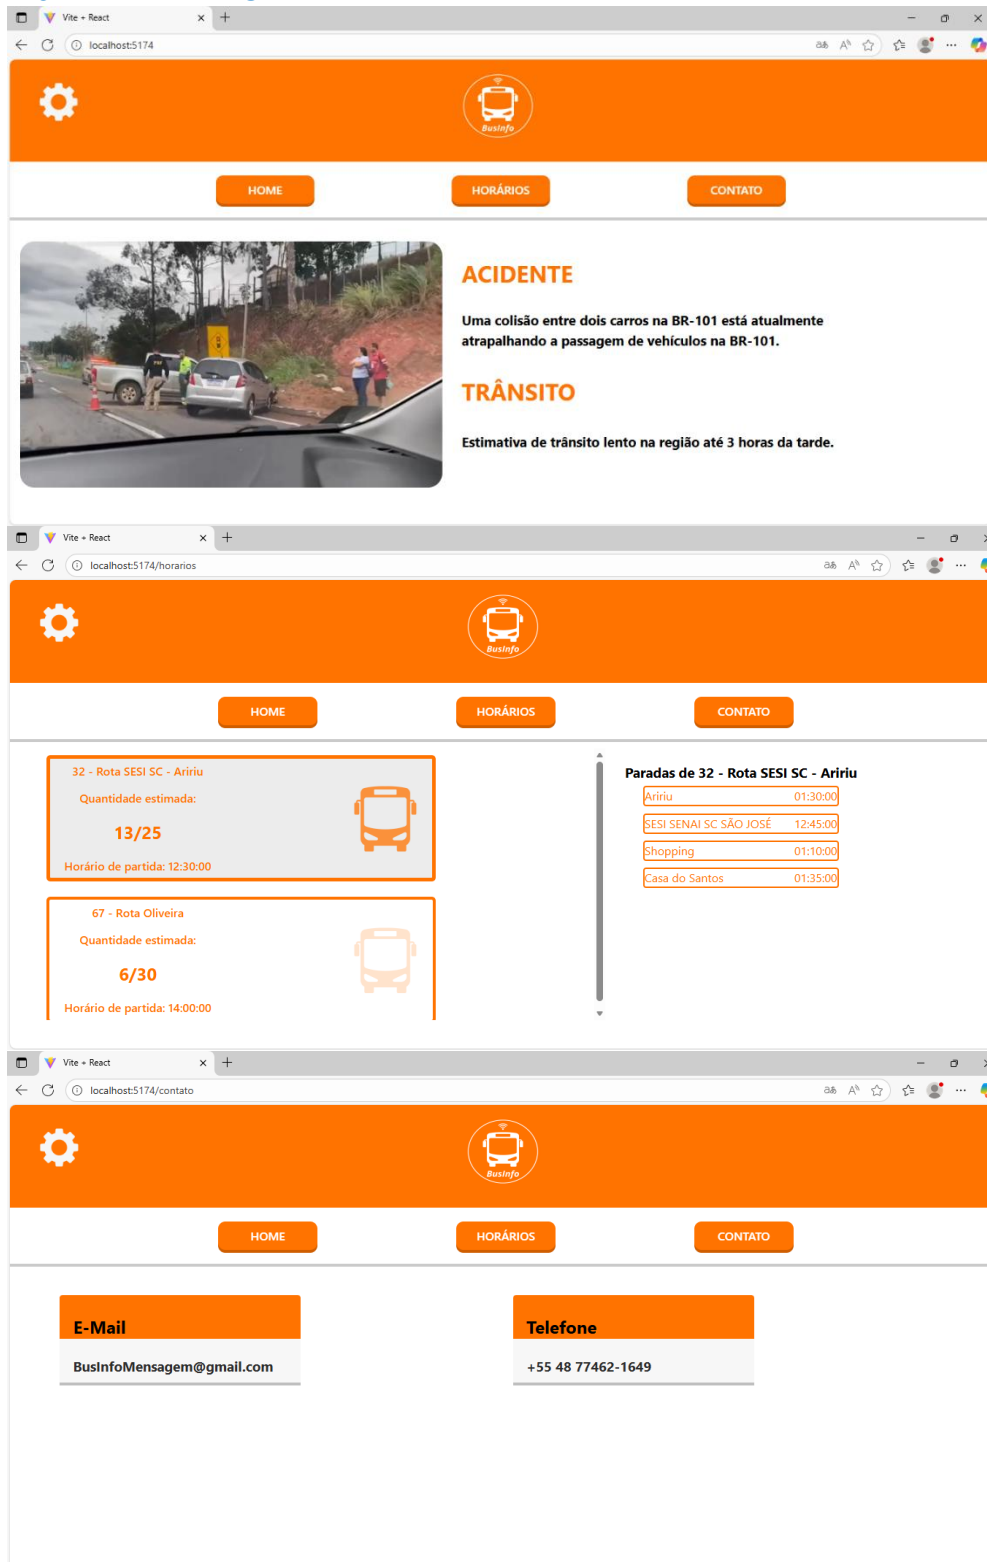 Vite + React
localhost:5174
BusInfo
HOME
HORÁRIOS
CONTATO
ACIDENTE
Uma colisão entre dois carros na BR-101 está atualmente
atrapalhando a passagem de vehículos na BR-101.
TRÂNSITO
Estimativa de trânsito lento na região até 3 horas da tarde.
Vite + React
localhost:5174/horarios
BusInfo
HOME
HORÁRIOS
CONTATO
32 - Rota SESI SC - Aririu
Quantidade estimada:
13/25
Horário de partida: 12:30:00
67 - Rota Oliveira
Quantidade estimada:
6/30
Horário de partida: 14:00:00
Paradas de 32 - Rota SESI SC - Aririu
Aririu 01:30:00
SESI SENAI SC SÃO JOSÉ 12:45:00
Shopping 01:10:00
Casa do Santos 01:35:00
Vite + React
localhost:5174/contato
BusInfo
HOME
HORÁRIOS
CONTATO
E-Mail
BusInfoMensagem@gmail.com
Telefone
+55 48 77462-1649